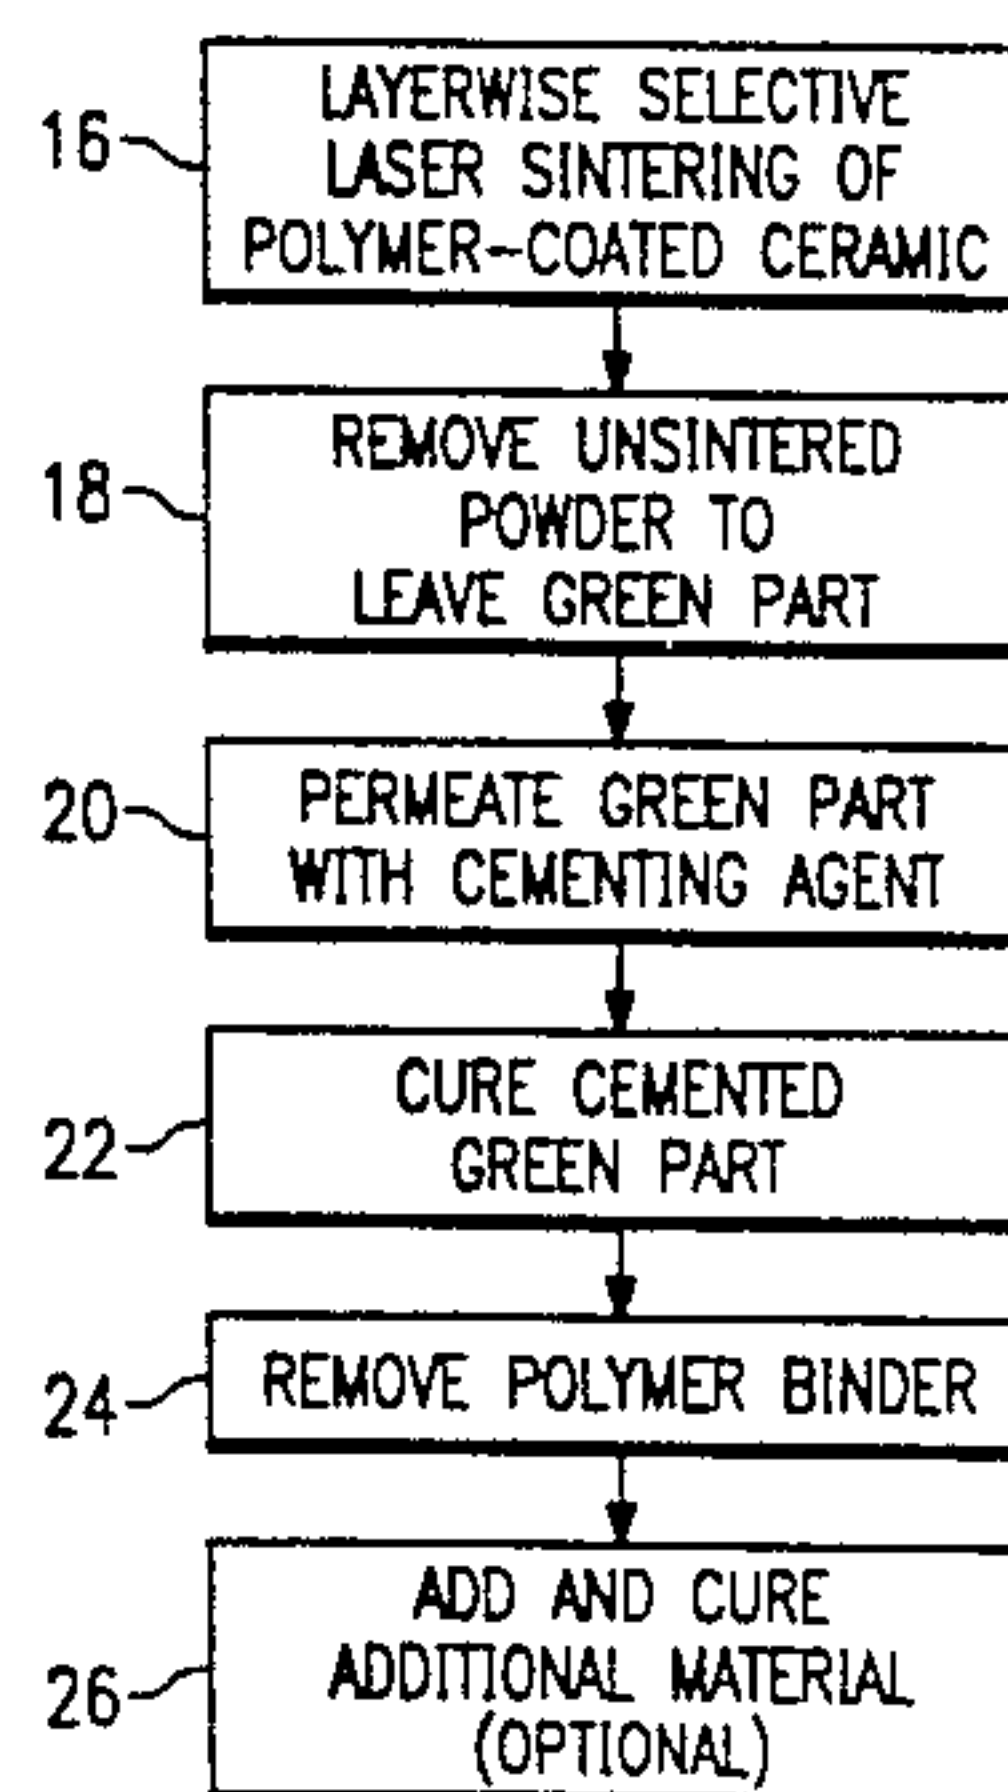 16
LAYERWISE SELECTIVE
LASER SINTERING OF
POLYMER-COATED CERAMIC
18
REMOVE UNSINTERED
POWDER TO
LEAVE GREEN PART
20
PERMEATE GREEN PART
WITH CEMENTING AGENT
22
CURE CEMENTED
GREEN PART
24
REMOVE POLYMER BINDER
26
ADD AND CURE
ADDITIONAL MATERIAL
(OPTIONAL)